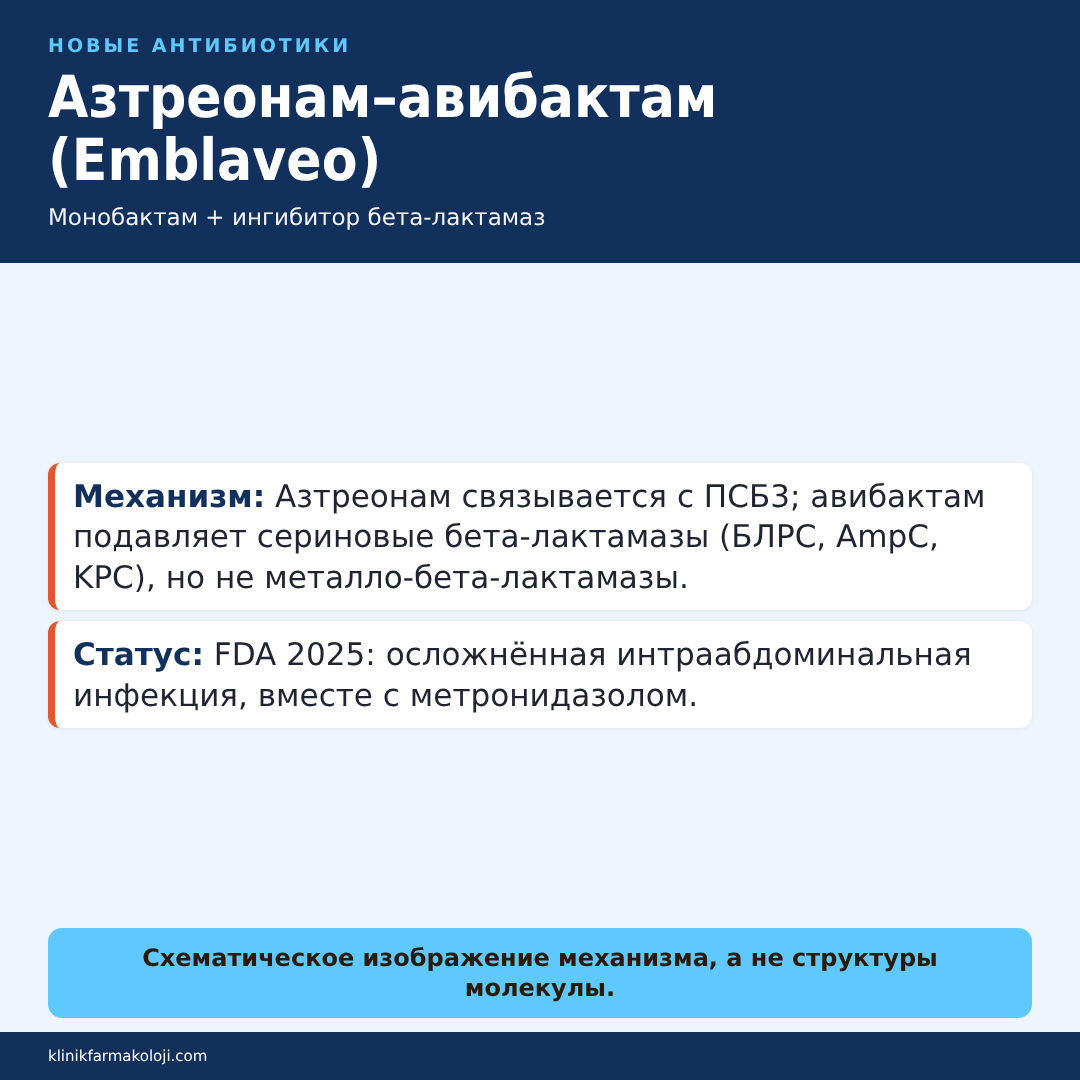 НОВЫЕ АНТИБИОТИКИ
Азтреонам–авибактам
(Emblaveo)
Монобактам + ингибитор бета-лактамаз
Механизм: Азтреонам связывается с ПСБ3; авибактам
подавляет сериновые бета-лактамазы (БЛРС, AmpC,
KPC), но не металло-бета-лактамазы.
Статус: FDA 2025: осложнённая интраабдоминальная
инфекция, вместе с метронидазолом.
Схематическое изображение механизма, а не структуры
молекулы.
klinikfarmakoloji.com